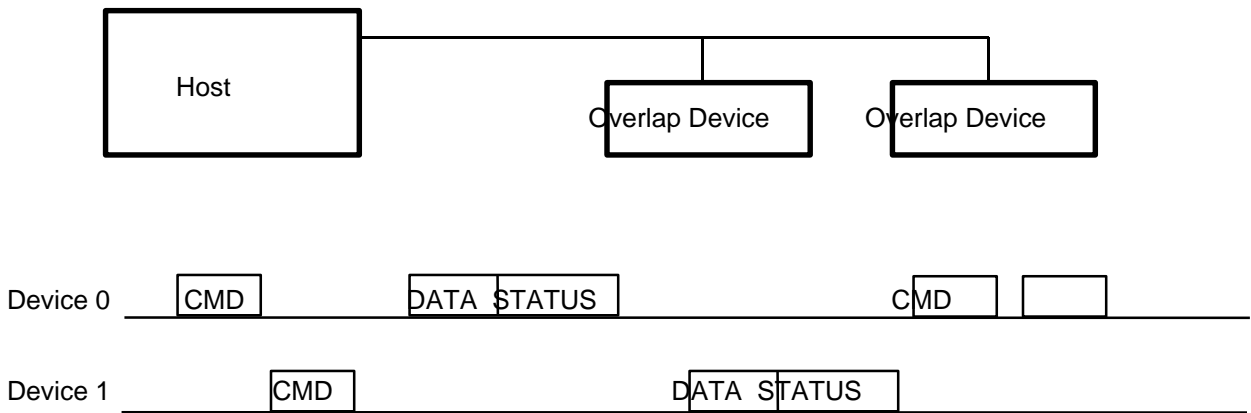 Host
Overlap Device Overlap Device
Device 0 CMD DATA STATUS CMD
Device 1 CMD DATA STATUS